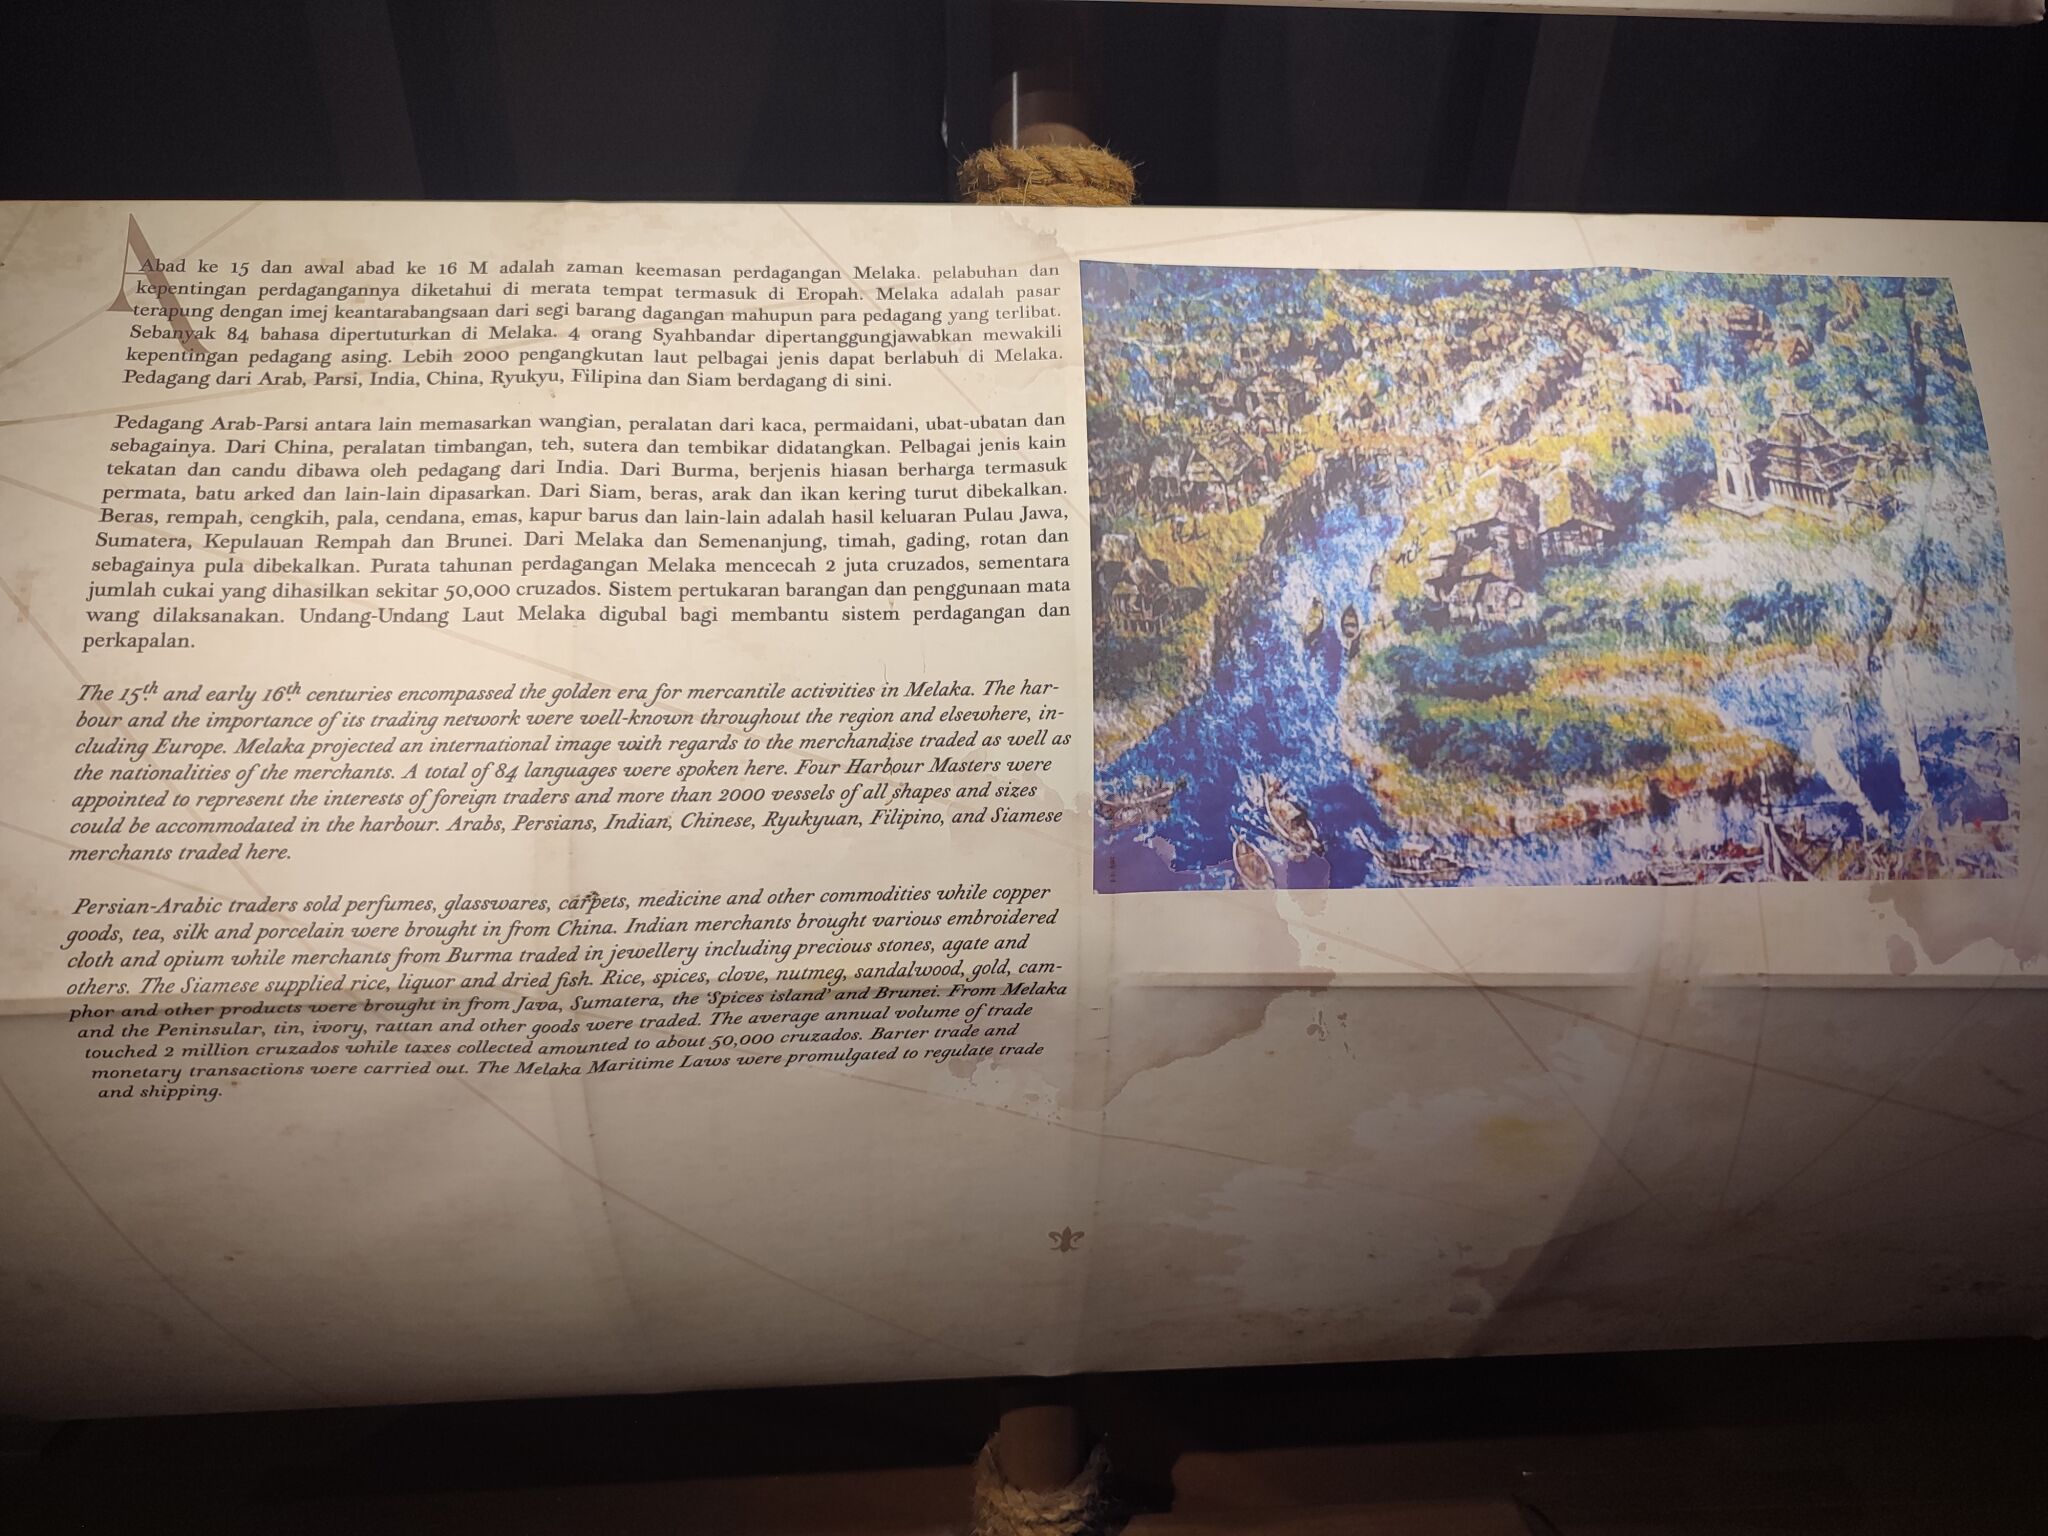 Abad ke 15 dan awal abad ke 16 M adalah zaman keemasan perdagangan Melaka. pelabuhan dan
kepentingan perdagangannya diketahui di merata tempat termasuk di Eropah. Melaka adalah pasar
terapung dengan imej keantarabangsaan dari segi barang dagangan mahupun para pedagang yang terlibat.
Sebanyak 84 bahasa dipertuturkan di Melaka. 4 orang Syahbandar dipertanggungjawabkan mewakili
kepentingan pedagang asing. Lebih 2000 pengangkutan laut pelbagai jenis dapat berlabuh di Melaka.
Pedagang dari Arab, Parsi, India, China, Ryukyu, Filipina dan Siam berdagang di sini.
Pedagang Arab-Parsi antara lain memasarkan wangian, peralatan dari kaca, permaidani, ubat-ubatan dan
sebagainya. Dari China, peralatan timbangan, teh, sutera dan tembikar didatangkan. Pelbagai jenis kain
tekatan dan candu dibawa oleh pedagang dari India. Dari Burma, berjenis hiasan berharga termasuk
permata, batu arked dan lain-lain dipasarkan. Dari Siam, beras, arak dan ikan kering turut dibekalkan.
Beras, rempah, cengkih, pala, cendana, emas, kapur barus dan lain-lain adalah hasil keluaran Pulau Jawa,
Sumatera, Kepulauan Rempah dan Brunei. Dari Melaka dan Semenanjung, timah, gading, rotan dan
sebagainya pula dibekalkan. Purata tahunan perdagangan Melaka mencecah 2 juta cruzados, sementara
jumlah cukai yang dihasilkan sekitar 50,000 cruzados. Sistem pertukaran barangan dan penggunaan mata
wang dilaksanakan. Undang-Undang Laut Melaka digubal bagi membantu sistem perdagangan dan
perkapalan.
The 15th and early 16th centuries encompassed the golden era for mercantile activities in Melaka. The har-
bour and the importance of its trading network were well-known throughout the region and elsewhere, in-
cluding Europe. Melaka projected an international image with regards to the merchandise traded as well as
the nationalities of the merchants. A total of 84 languages were spoken here. Four Harbour Masters were
appointed to represent the interests of foreign traders and more than 2000 vessels of all shapes and sizes
could be accommodated in the harbour. Arabs, Persians, Indian, Chinese, Ryukyuan, Filipino, and Siamese
merchants traded here.
Persian-Arabic traders sold perfumes, glasswares, carpets, medicine and other commodities while copper
goods, tea, silk and porcelain were brought in from China. Indian merchants brought various embroidered
cloth and opium while merchants from Burma traded in jewellery including precious stones, agate and
others. The Siamese supplied rice, liquor and dried fish. Rice, spices, clove, nutmeg, sandalwood, gold, cam-
phor and other products were brought in from Java, Sumatera, the 'Spices island' and Brunei. From Melaka
and the Peninsular, tin, ivory, rattan and other goods were traded. The average annual volume of trade
touched 2 million cruzados while taxes collected amounted to about 50,000 cruzados. Barter trade and
monetary transactions were carried out. The Melaka Maritime Laws were promulgated to regulate trade
and shipping.